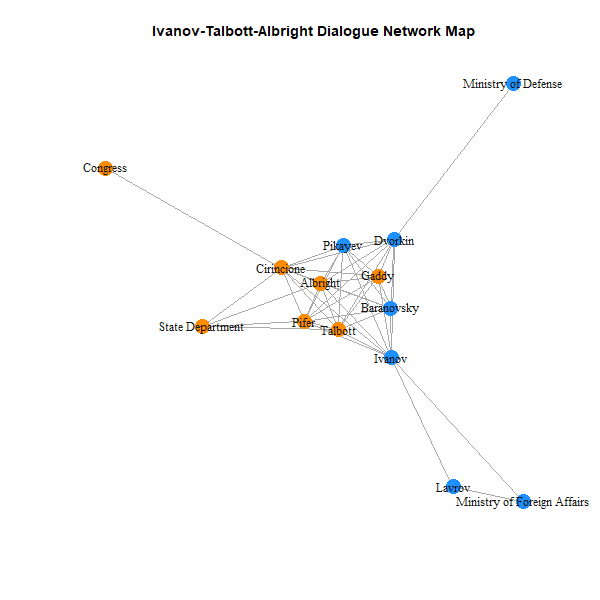 Ivanov-Talbott-Albright Dialogue Network Map
Ministry of Defense
Congress
Dvorkin
Pikayev
Cirincione
Gaddy
Albright
Baranovsky
Pifer
State Department
Talbott
Ivanov
Lavrov
Ministry of Foreign Affairs